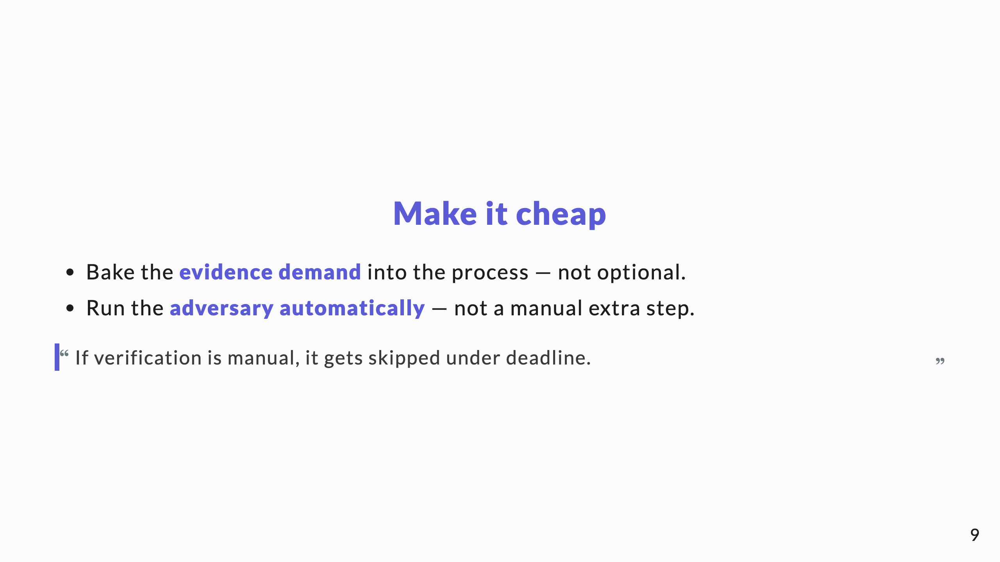 Make it cheap
• Bake the evidence demand into the process — not optional.
• Run the adversary automatically — not a manual extra step.
“ If verification is manual, it gets skipped under deadline. ”
9